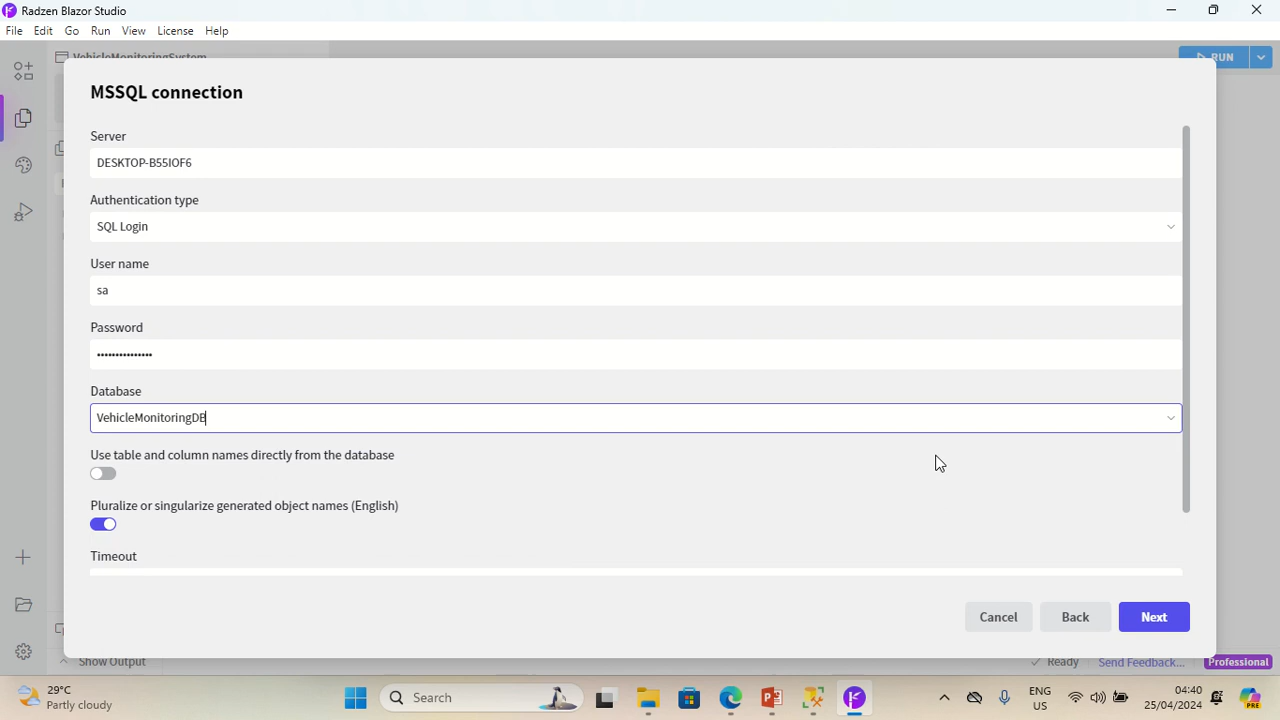 Radzen Blazor Studio
File Edit Go Run View License Help
VehicleMonitoringSystem
RUN
MSSQL connection
Server
DESKTOP-B55IOF6
Authentication type
SQL Login
User name
sa
Password
•••••••••••••••
Database
VehicleMonitoringDB
Use table and column names directly from the database
Pluralize or singularize generated object names (English)
Timeout
Cancel Back Next
Show Output Ready Send Feedback... Professional
29°C
Partly cloudy
Search
ENG
US
04:40
25/04/2024
PRE